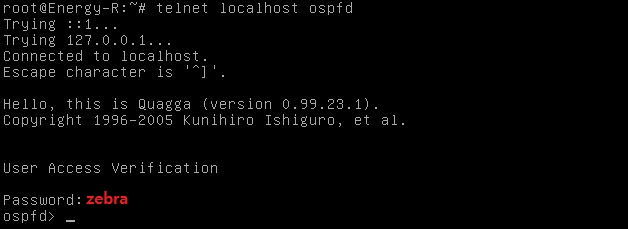 root@Energy-R:~# telnet localhost ospfd
Trying ::1...
Trying 127.0.0.1...
Connected to localhost.
Escape character is '^]'.
Hello, this is Quagga (version 0.99.23.1).
Copyright 1996-2005 Kunihiro Ishiguro, et al.
User Access Verification
Password: zebra
ospfd> _